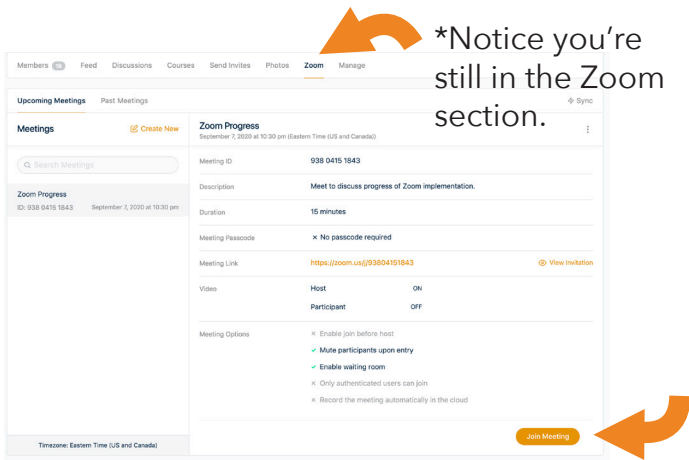 *Notice you're
still in the Zoom
section.
Members 15 Feed Discussions Courses Send Invites Photos Zoom Manage
Upcoming Meetings Past Meetings Sync
Meetings Create New
Search Meetings
Zoom Progress
ID: 938 0415 1843 September 7, 2020 at 10:30 pm
Timezone: Eastern Time (US and Canada)
Zoom Progress
September 7, 2020 at 10:30 pm (Eastern Time (US and Canada))
Meeting ID 938 0415 1843
Description Meet to discuss progress of Zoom implementation.
Duration 15 minutes
Meeting Passcode × No passcode required
Meeting Link https://zoom.us/j/93804151843 View Invitation
Video Host ON
Participant OFF
Meeting Options × Enable join before host
✓ Mute participants upon entry
✓ Enable waiting room
× Only authenticated users can join
× Record the meeting automatically in the cloud
Join Meeting